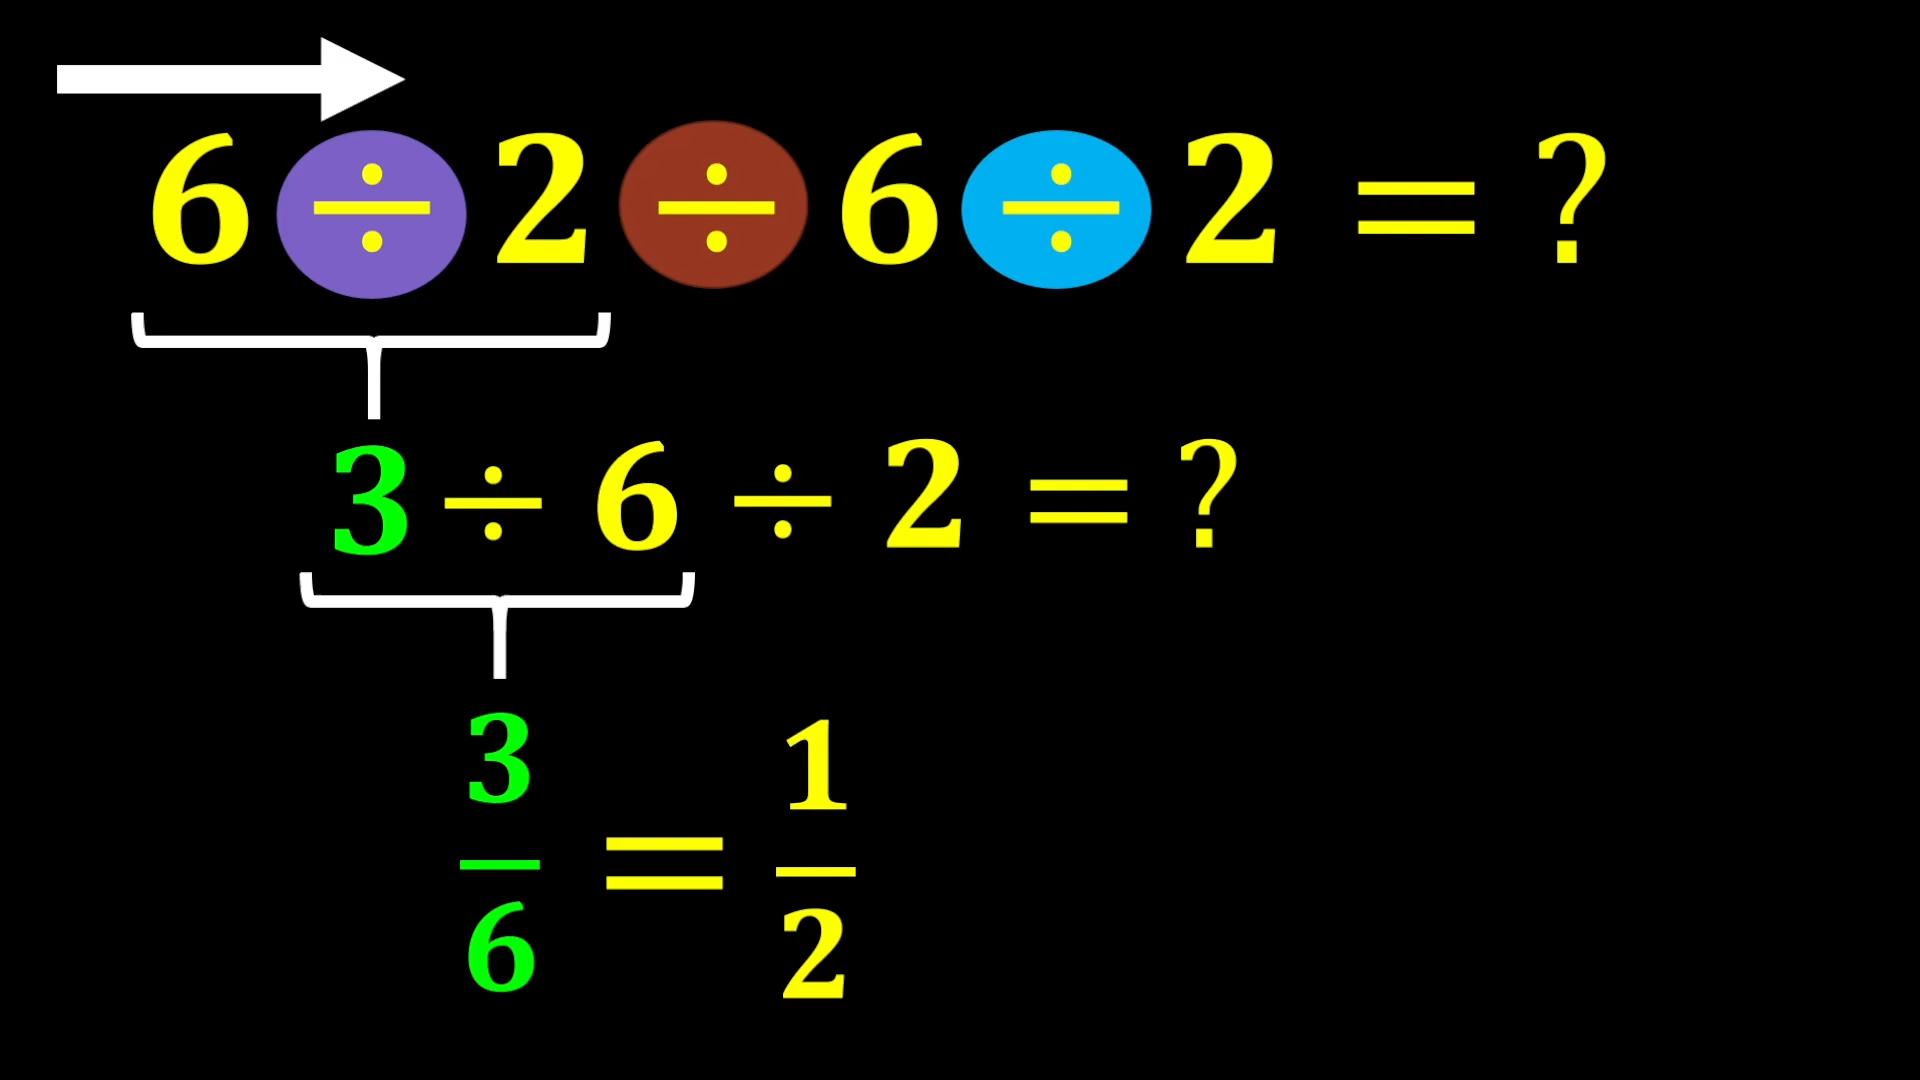 6 ÷ 2 ÷ 6 ÷ 2 = ?
3 ÷ 6 ÷ 2 = ?
3/6 = 1/2